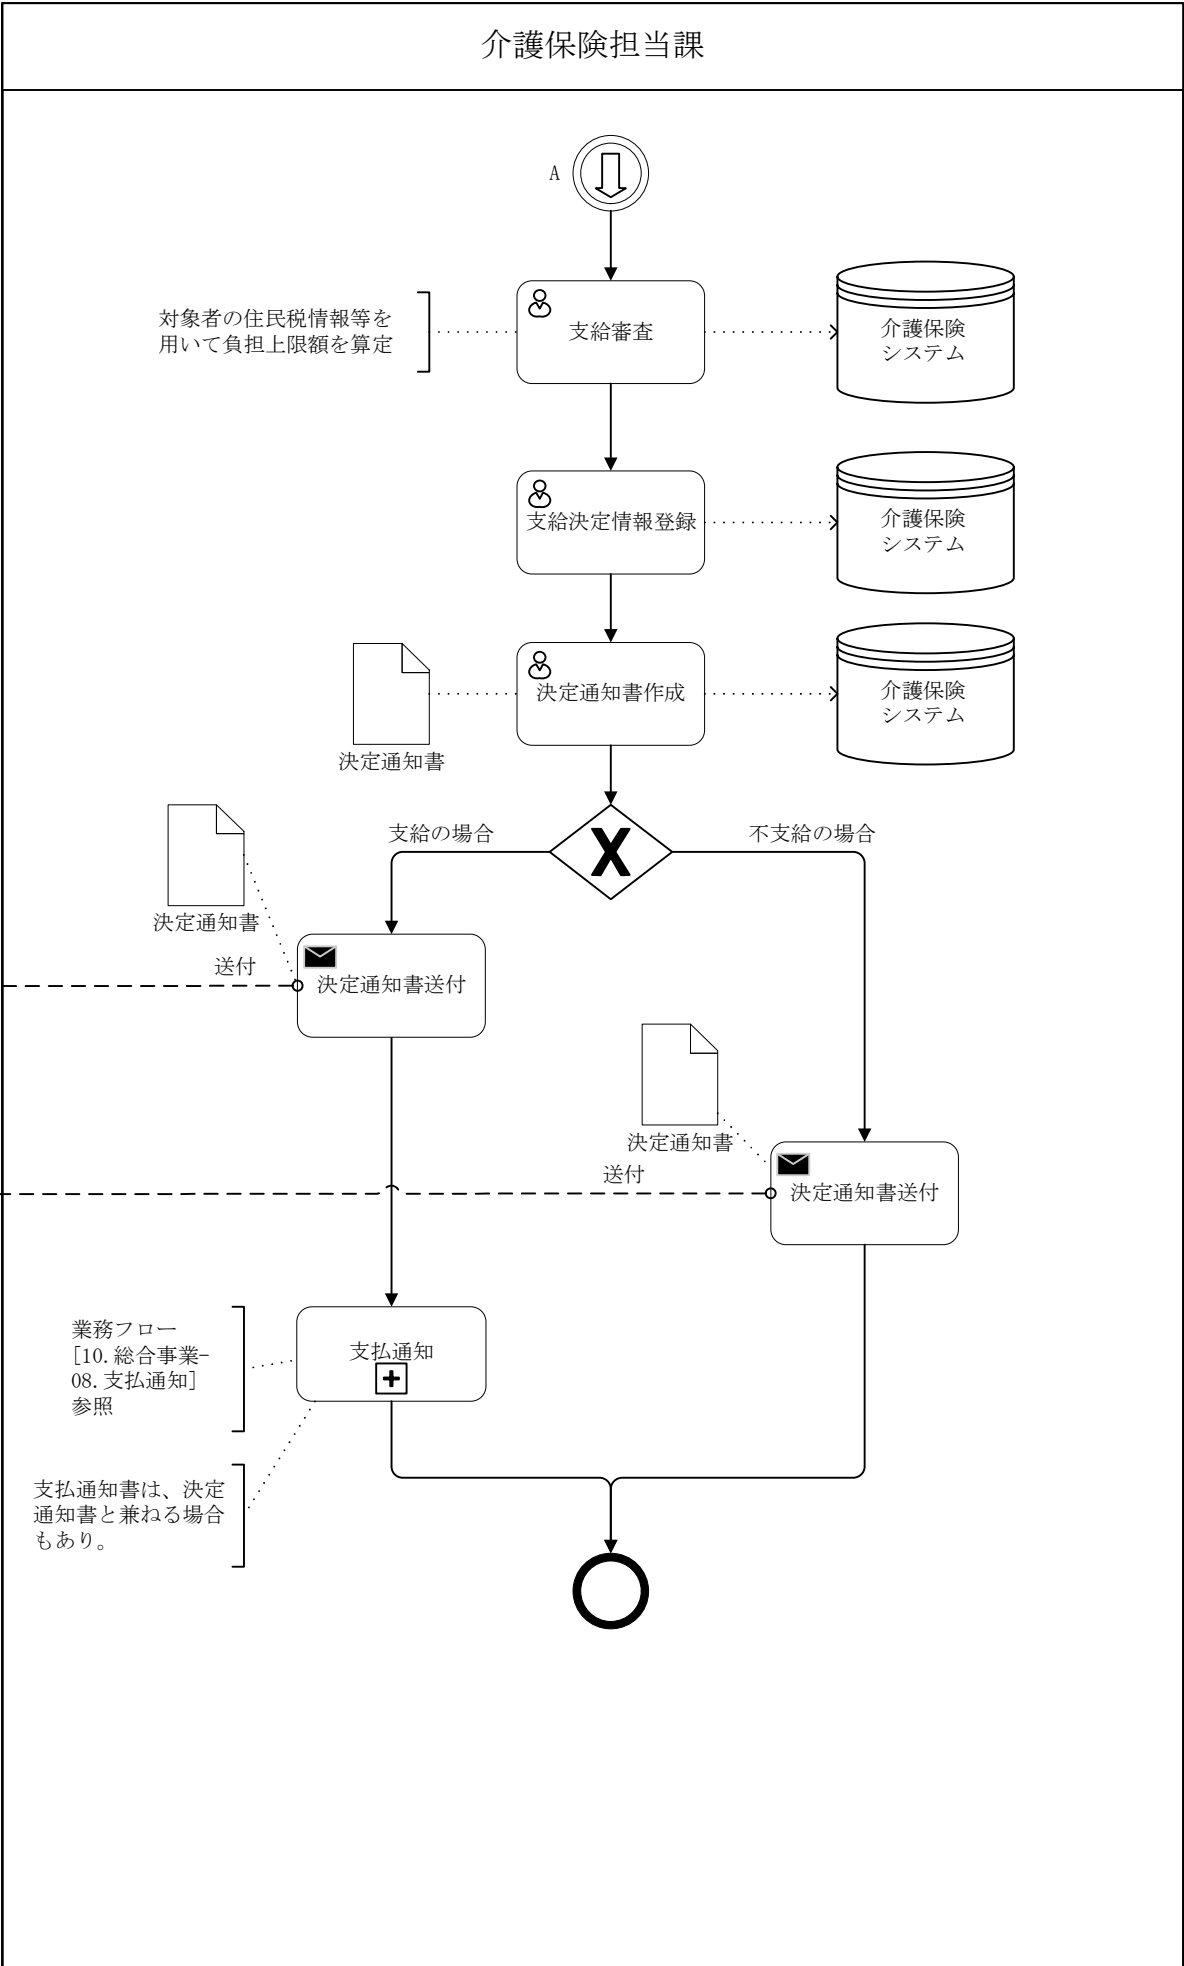 介護保険担当課
A
対象者の住民税情報等を
用いて負担上限額を算定
支給審査
介護保険
システム
支給決定情報登録
介護保険
システム
決定通知書
決定通知書作成
介護保険
システム
支給の場合
不支給の場合
決定通知書
送付
決定通知書送付
決定通知書
送付
決定通知書送付
業務フロー
[10.総合事業-
08.支払通知]
参照
支払通知
支払通知書は、決定
通知書と兼ねる場合
もあり。